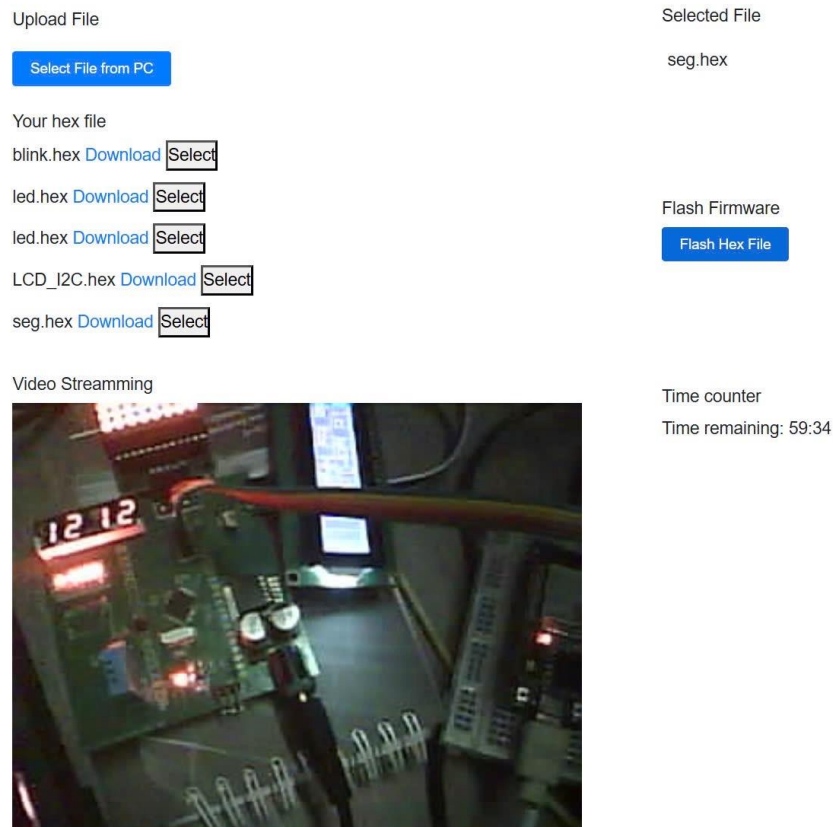 Upload File
Select File from PC
Your hex file
blink.hex Download Select
led.hex Download Select
led.hex Download Select
LCD_I2C.hex Download Select
seg.hex Download Select
Video Streamming
1212
Selected File
seg.hex
Flash Firmware
Flash Hex File
Time counter
Time remaining: 59:34